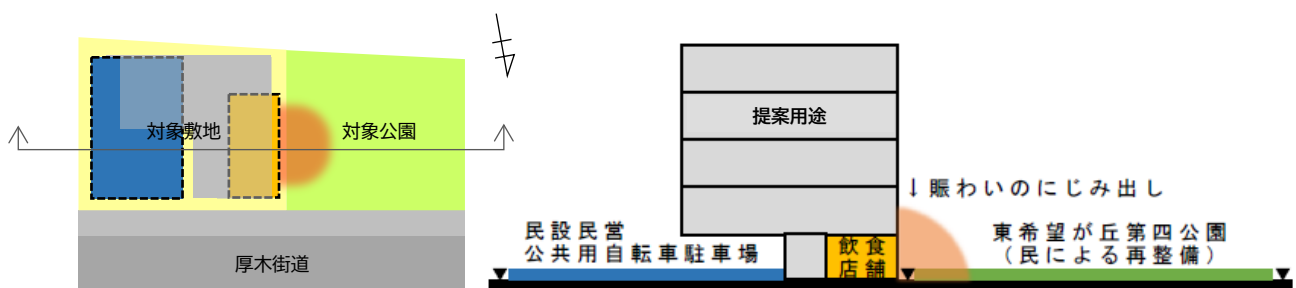 対象敷地
対象公園
厚木街道
提案用途
↓賑わいのにじみ出し
民設民営
公共用自転車駐車場
飲食
店舗
東希望が丘第四公園
（民による再整備）